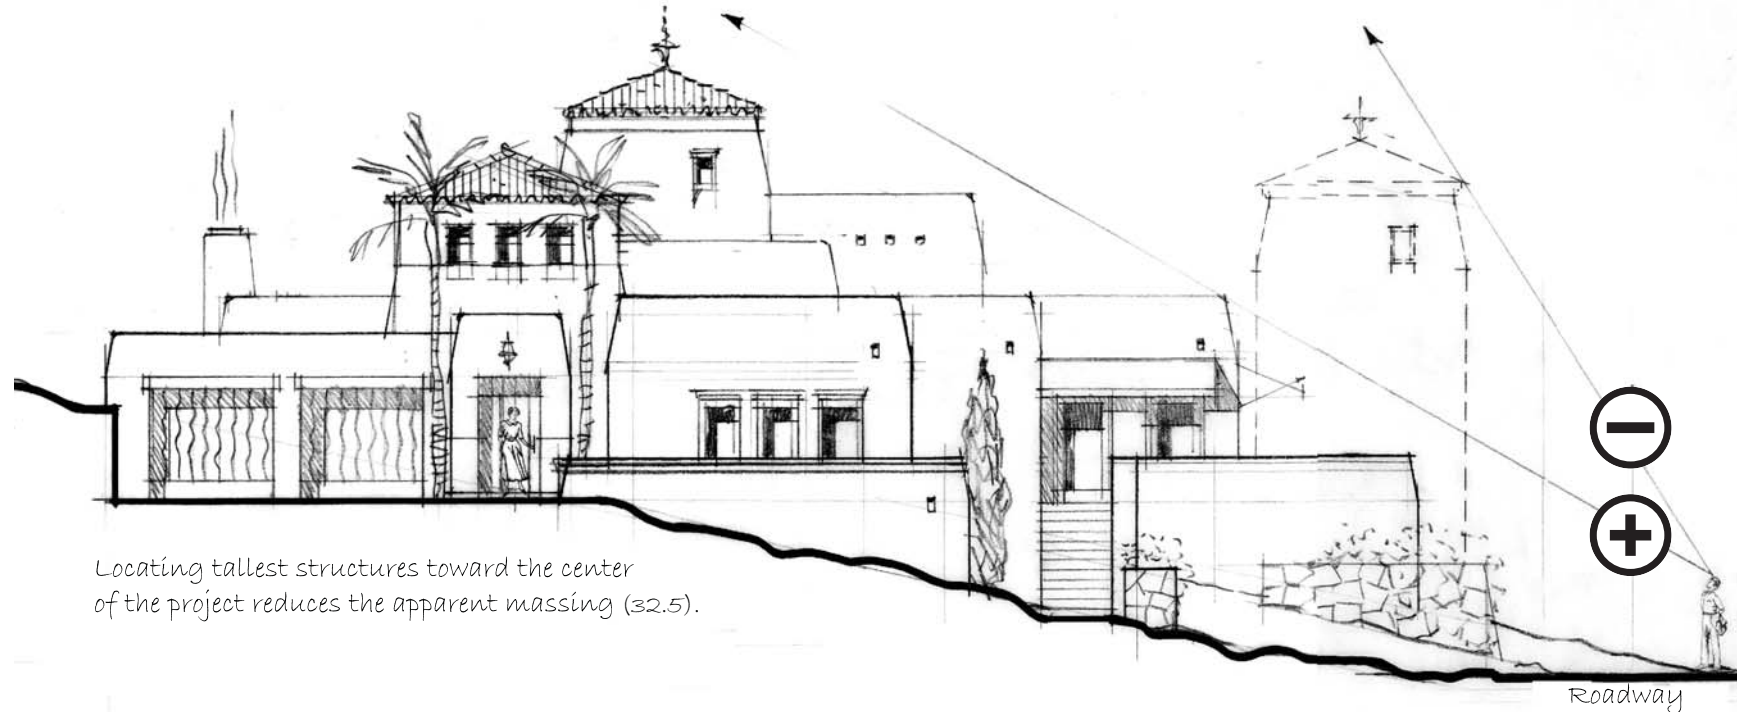 Locating tallest structures toward the center
of the project reduces the apparent massing (32.5).
Roadway